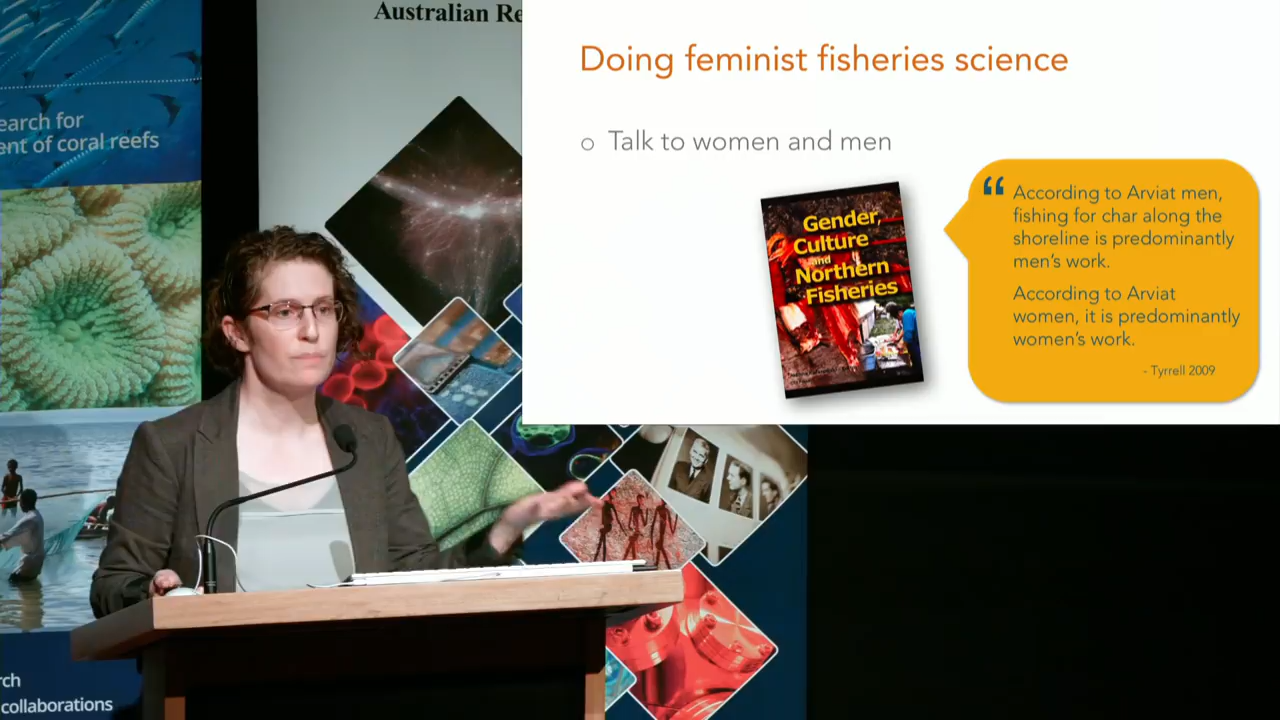 Australian Re
earch for
ent of coral reefs
rch
collaborations
Doing feminist fisheries science
Talk to women and men
Gender,
Culture
and
Northern
Fisheries
“ According to Arviat men,
fishing for char along the
shoreline is predominantly
men's work.
According to Arviat
women, it is predominantly
women's work.
- Tyrrell 2009